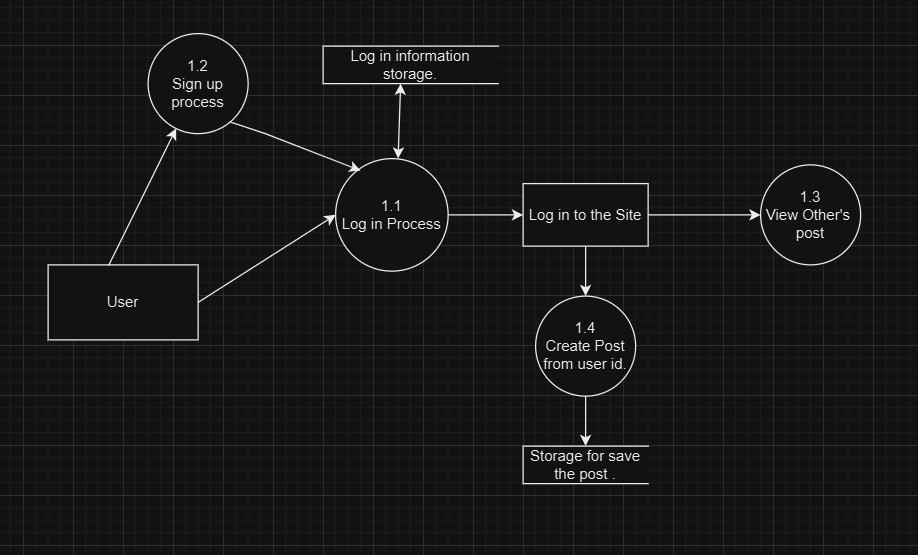 1.2
Sign up
process
Log in information
storage.
1.1
Log in Process
Log in to the Site
1.3
View Other's
post
User
1.4
Create Post
from user id.
Storage for save
the post .